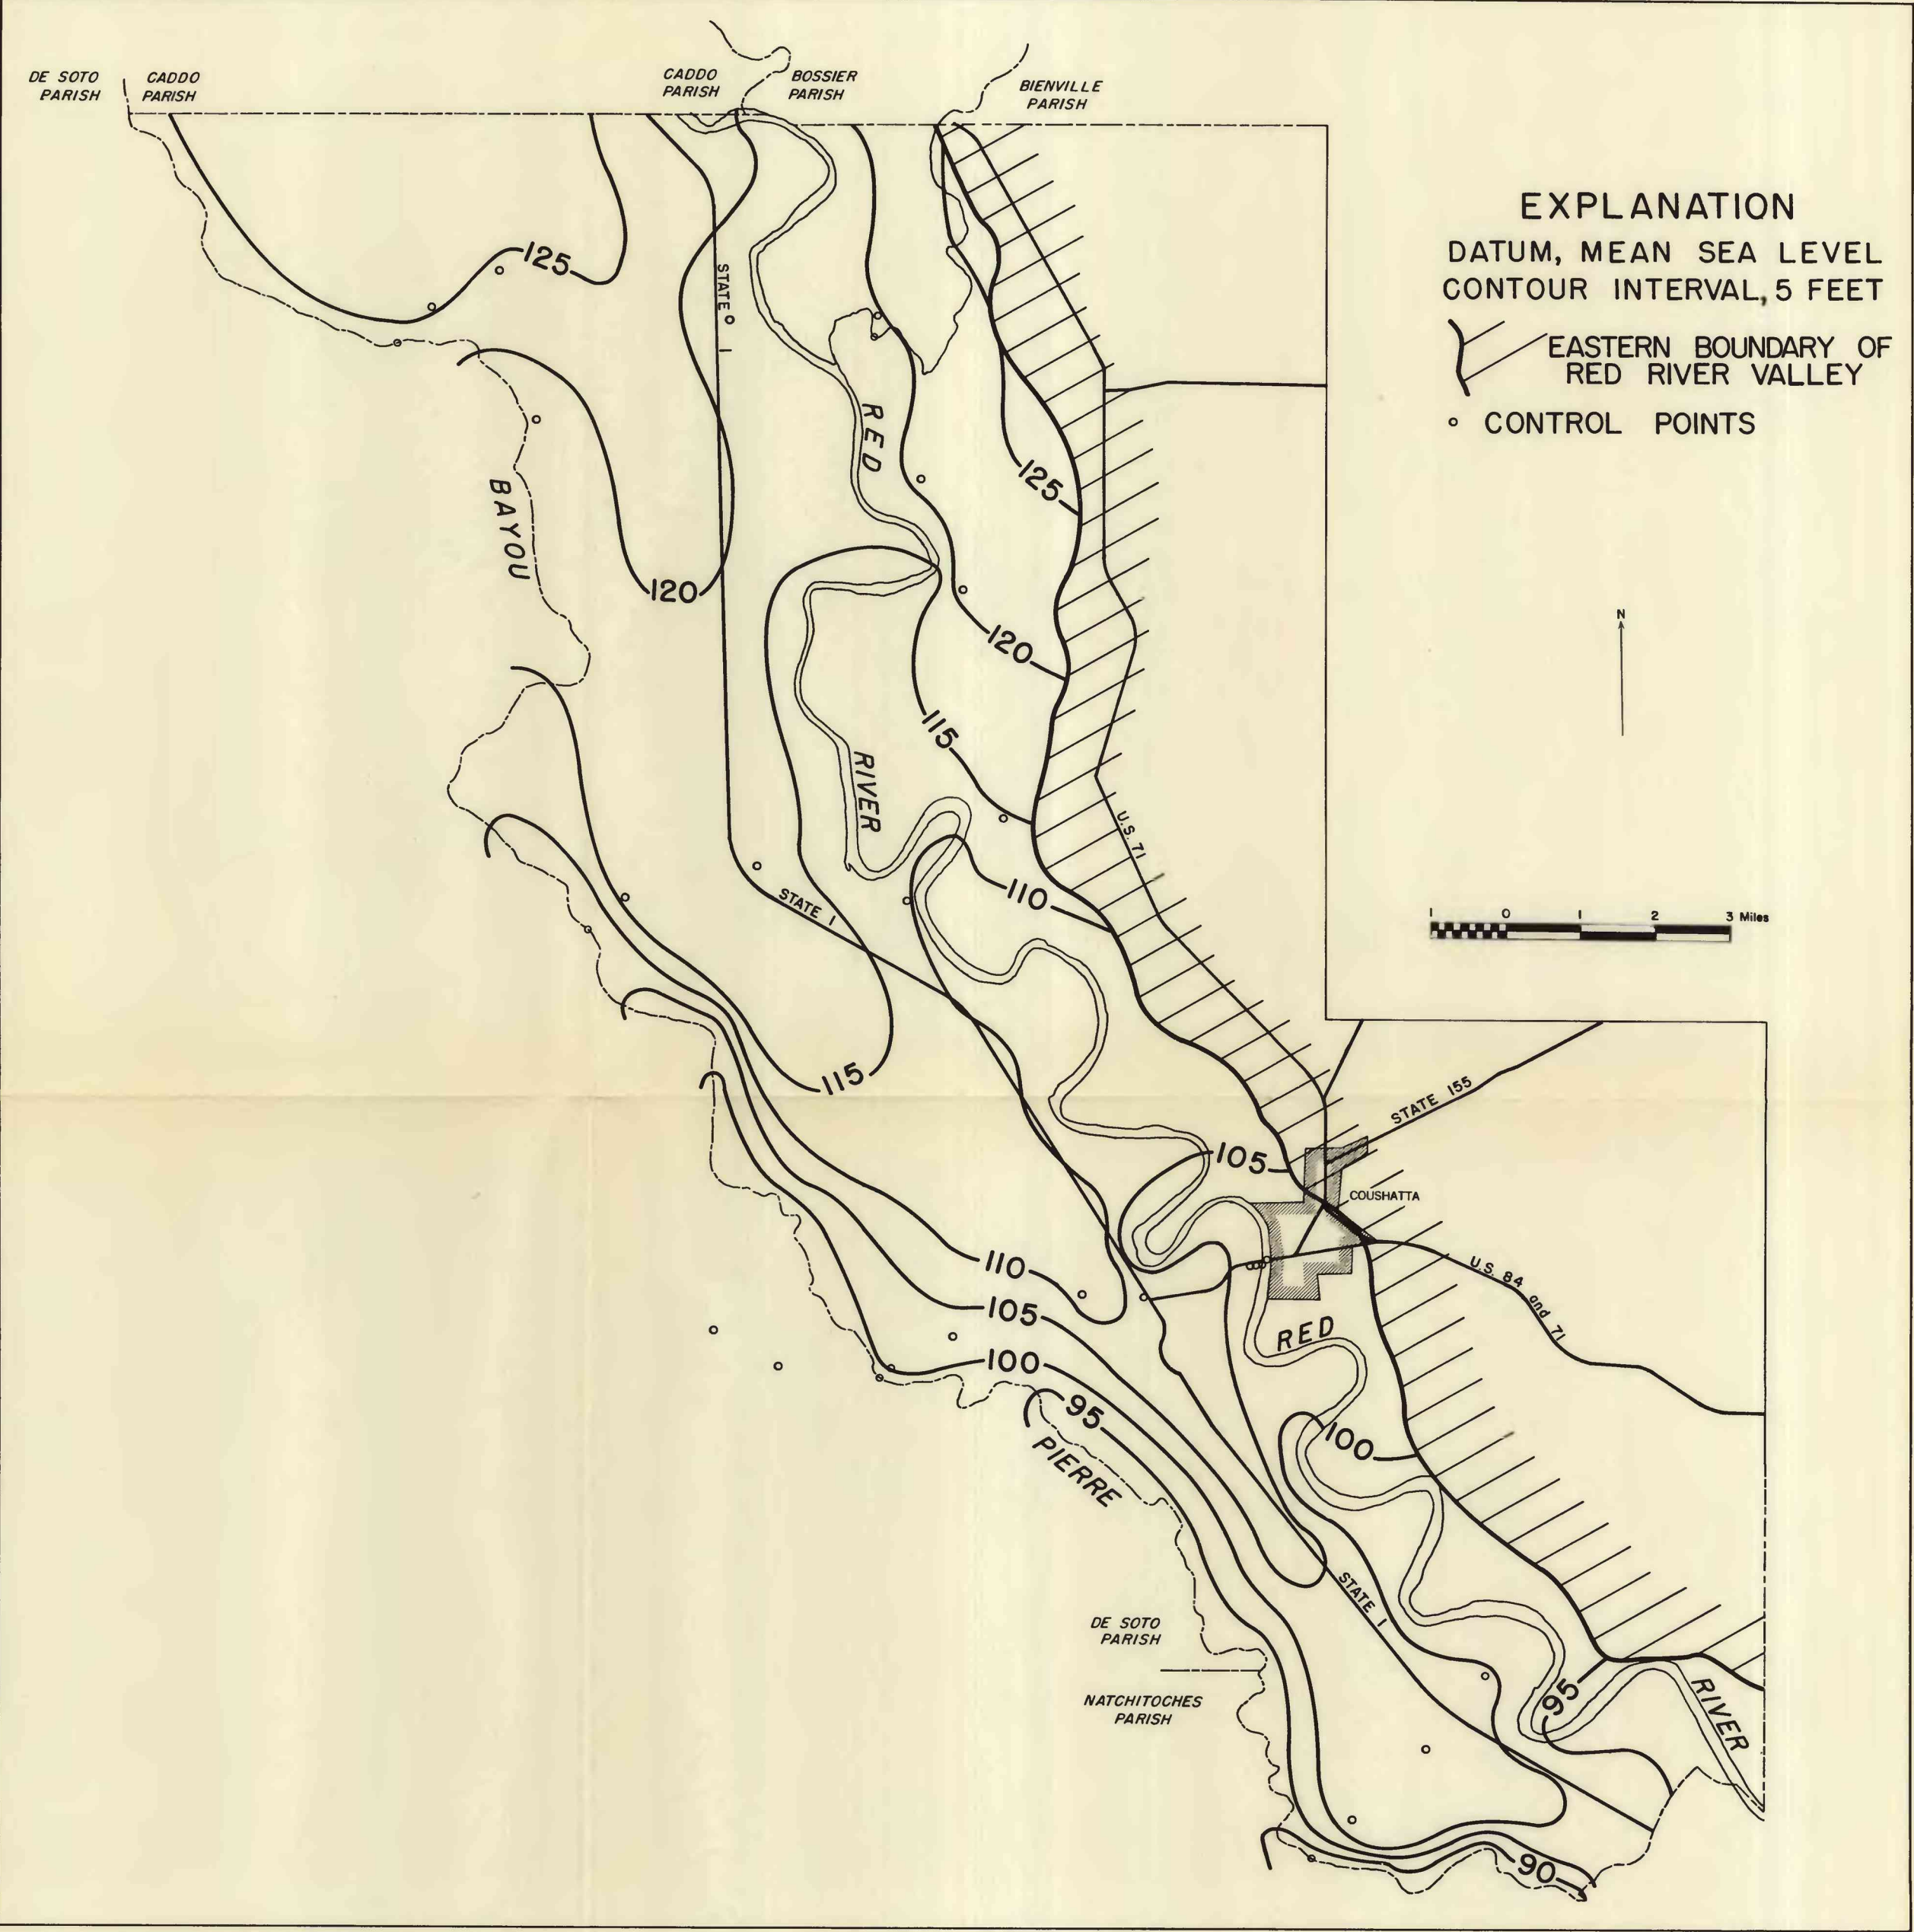 DE SOTO
PARISH
CADDO
PARISH
CADDO
PARISH
BOSSIER
PARISH
BIENVILLE
PARISH
EXPLANATION
DATUM, MEAN SEA LEVEL
CONTOUR INTERVAL, 5 FEET
EASTERN BOUNDARY OF
RED RIVER VALLEY
CONTROL POINTS
125
STATE 1
RED
125
BAYOU
120
N
120
115
RIVER
U.S. 71
110
STATE 1
1 0 1 2 3 Miles
115
STATE 155
105
COUSHATTA
110
U.S. 84 and 71
105
RED
100
95
100
PIERRE
STATE 1
DE SOTO
PARISH
NATCHITOCHES
PARISH
95
RIVER
90